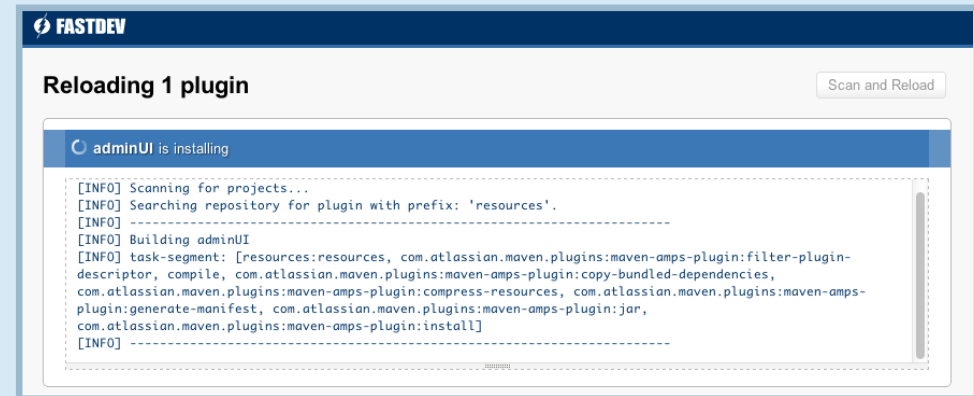 FASTDEV
Reloading 1 plugin
Scan and Reload
adminUI is installing
[INFO] Scanning for projects...
[INFO] Searching repository for plugin with prefix: 'resources'.
[INFO] ------------------------------------------------------------------------
[INFO] Building adminUI
[INFO] task-segment: [resources:resources, com.atlassian.maven.plugins:maven-amps-plugin:filter-plugin-
descriptor, compile, com.atlassian.maven.plugins:maven-amps-plugin:copy-bundled-dependencies,
com.atlassian.maven.plugins:maven-amps-plugin:compress-resources, com.atlassian.maven.plugins:maven-amps-
plugin:generate-manifest, com.atlassian.maven.plugins:maven-amps-plugin:jar,
com.atlassian.maven.plugins:maven-amps-plugin:install]
[INFO] ------------------------------------------------------------------------